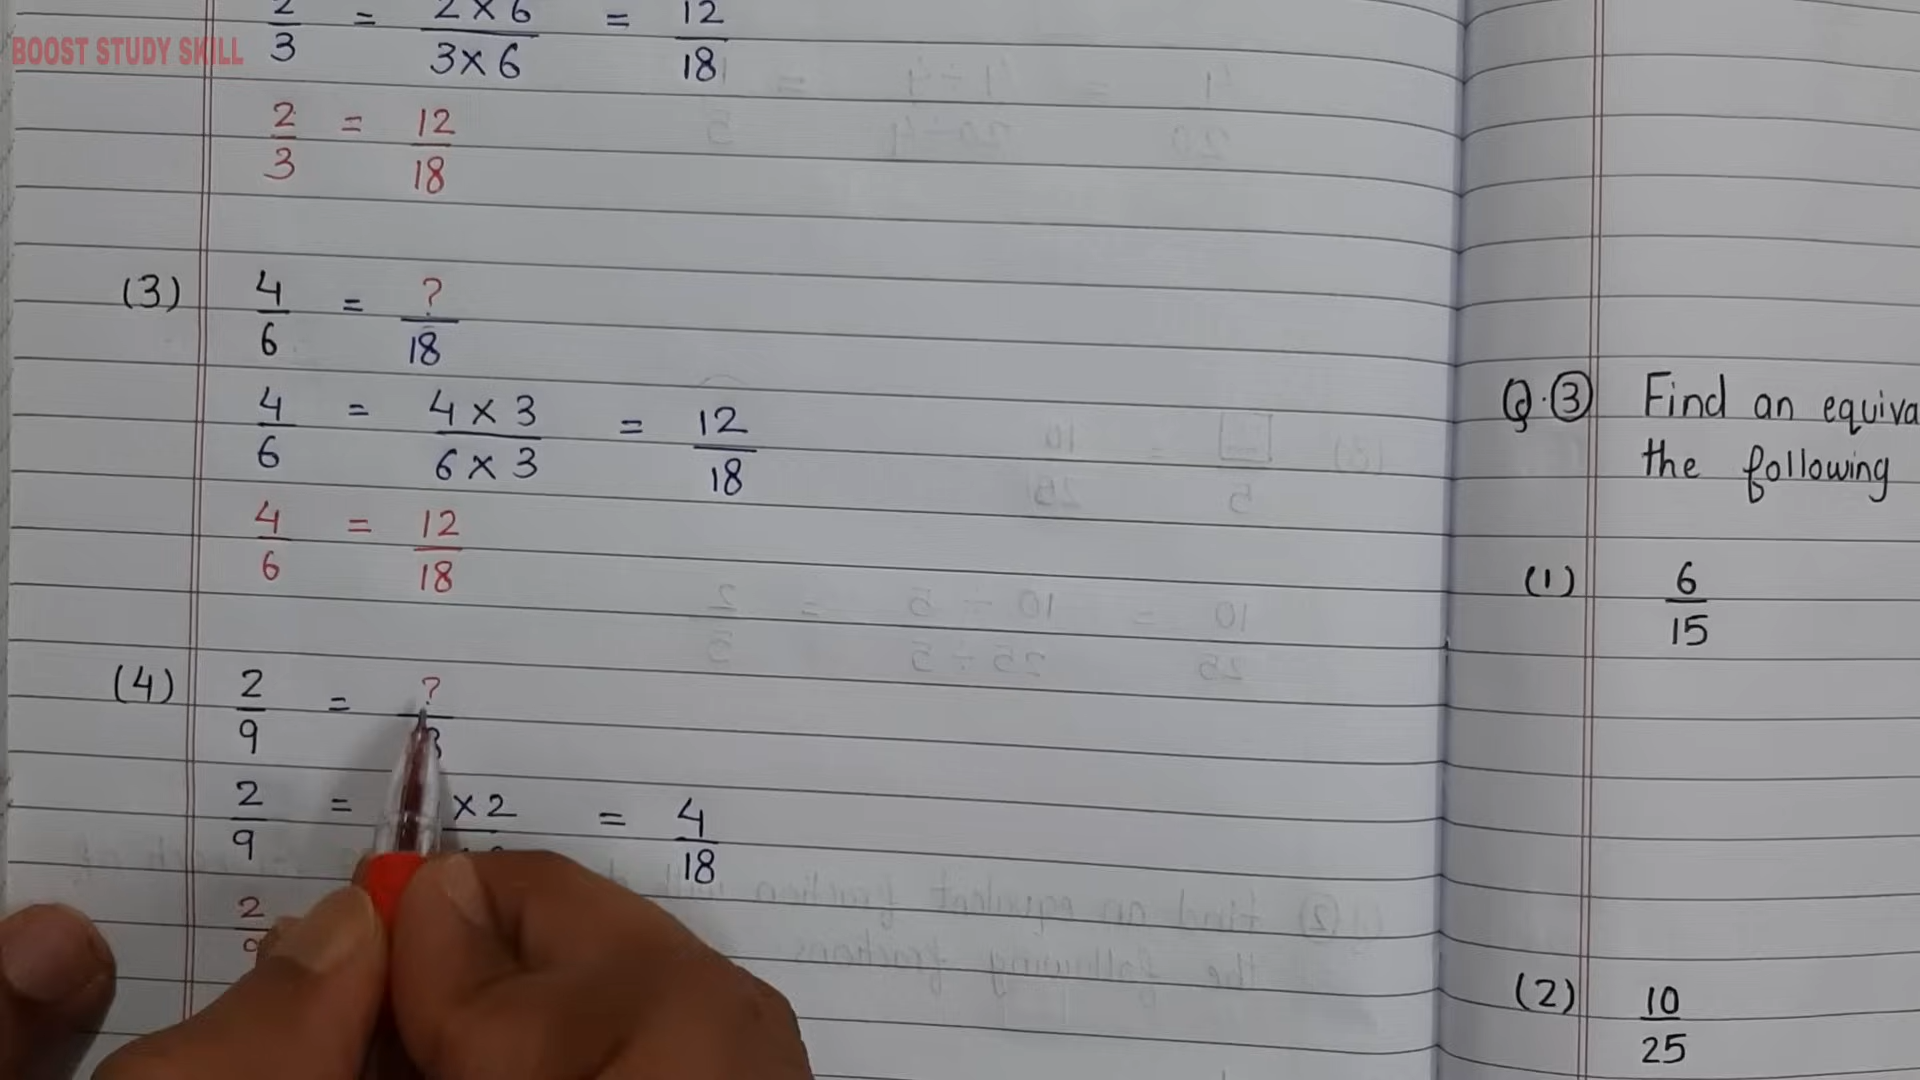 BOOST STUDY SKILL
2/3 = 2 × 6 / 3 × 6 = 12/18
2/3 = 12/18
(3) 4/6 = ?/18
4/6 = 4 × 3 / 6 × 3 = 12/18
4/6 = 12/18
(4) 2/9 = ?
2/9 = × 2 = 4/18
2/9
Q.③ Find an
the following
(1) 6/15
(2) 10/25